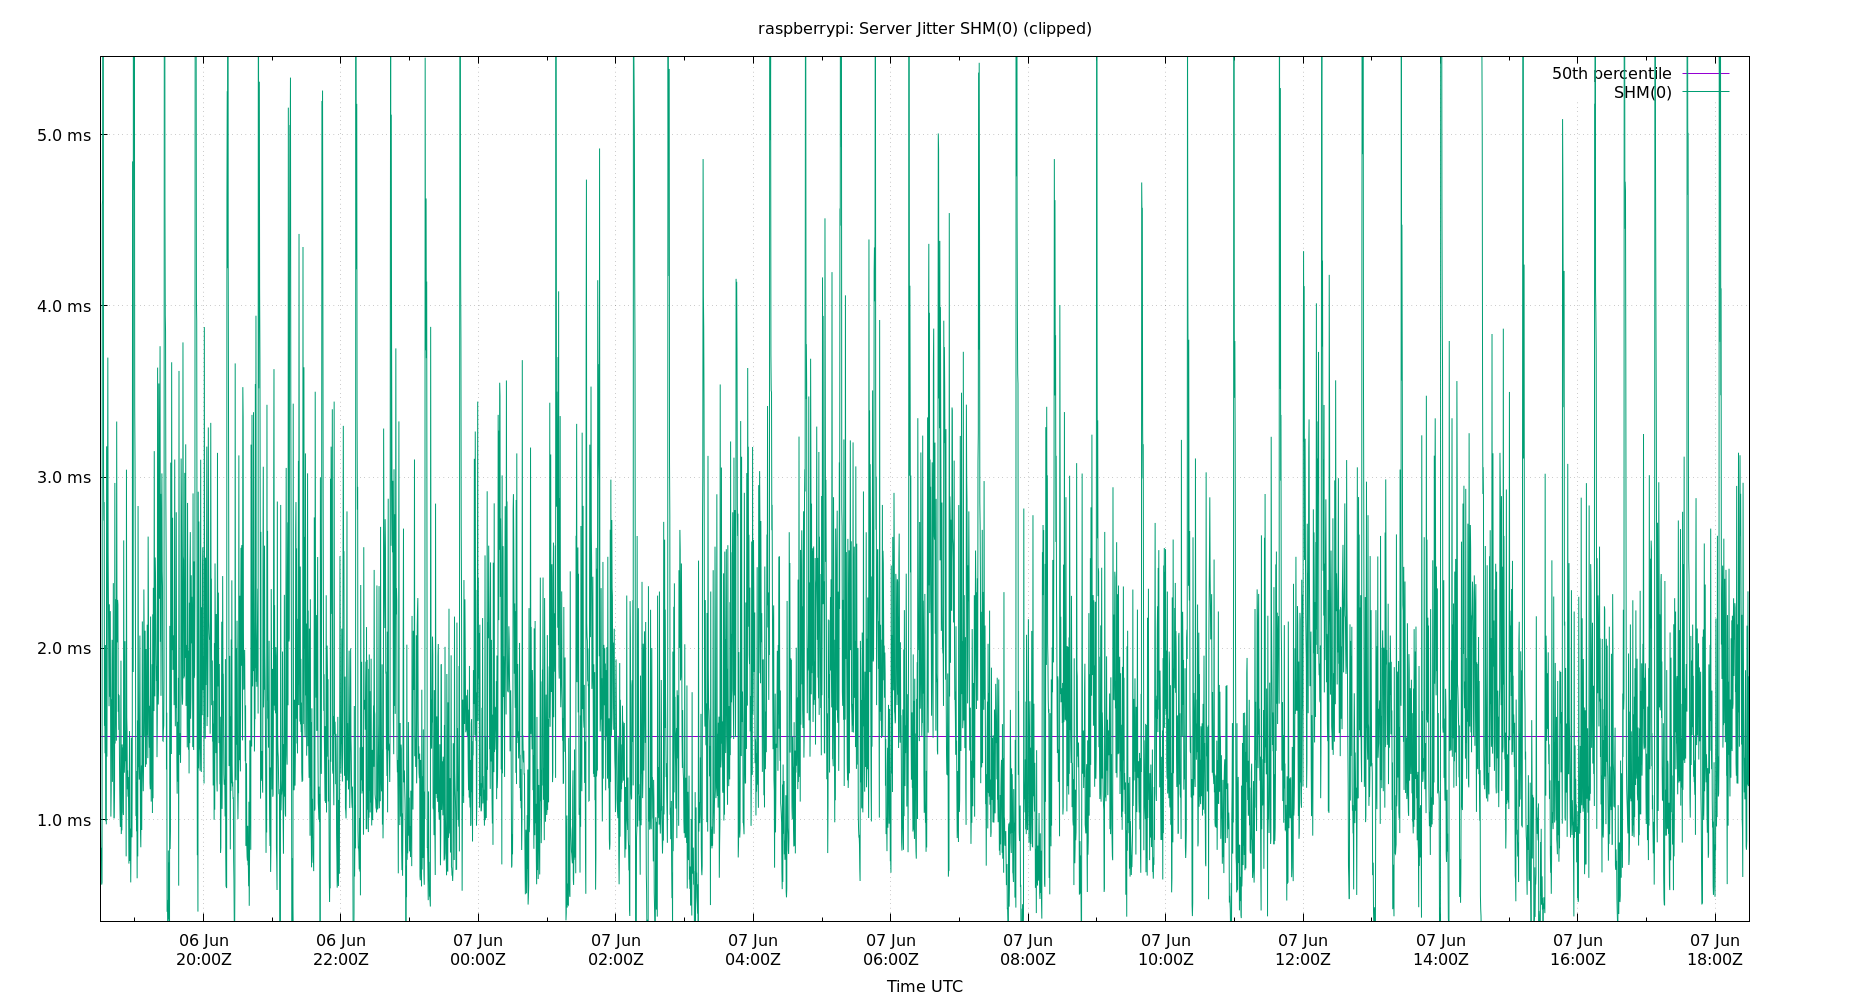 raspberrypi: Server Jitter SHM(0) (clipped)
50th percentile
SHM(0)
5.0 ms
4.0 ms
3.0 ms
2.0 ms
1.0 ms
06 Jun 06 Jun 07 Jun 07 Jun 07 Jun 07 Jun 07 Jun 07 Jun 07 Jun 07 Jun 07 Jun 07 Jun
20:00Z 22:00Z 00:00Z 02:00Z 04:00Z 06:00Z 08:00Z 10:00Z 12:00Z 14:00Z 16:00Z 18:00Z
Time UTC